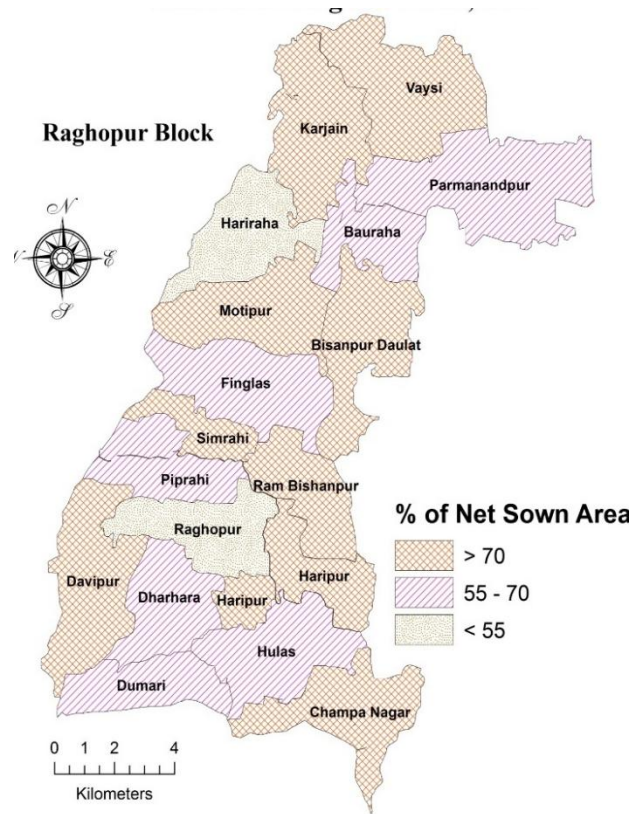 Vaysi
Karjain
Raghopur Block
Parmanandpur
Hariraha
Bauraha
N
E
S
Motipur
Bisanpur Daulat
Finglas
Simrahi
Piprahi
Ram Bishanpur
% of Net Sown Area
Raghopur
> 70
Davipur
Haripur
55 - 70
Dharhara
Haripur
< 55
Hulas
Dumari
Champa Nagar
0 1 2 4
Kilometers